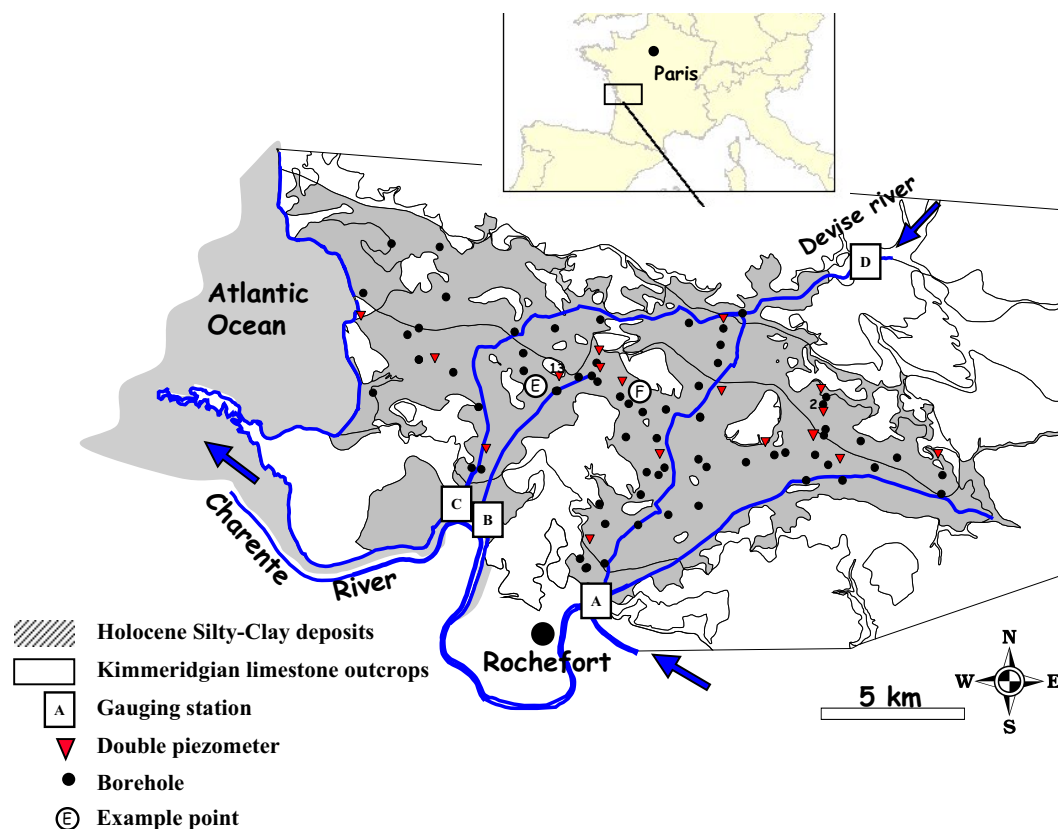 Paris
Devise river
D
Atlantic
Ocean
13
E
F
2
C
B
Charente
River
A
Rochefort
Holocene Silty-Clay deposits
Kimmeridgian limestone outcrops
A
Gauging station
Double piezometer
Borehole
E
Example point
5 km
N
W
E
S